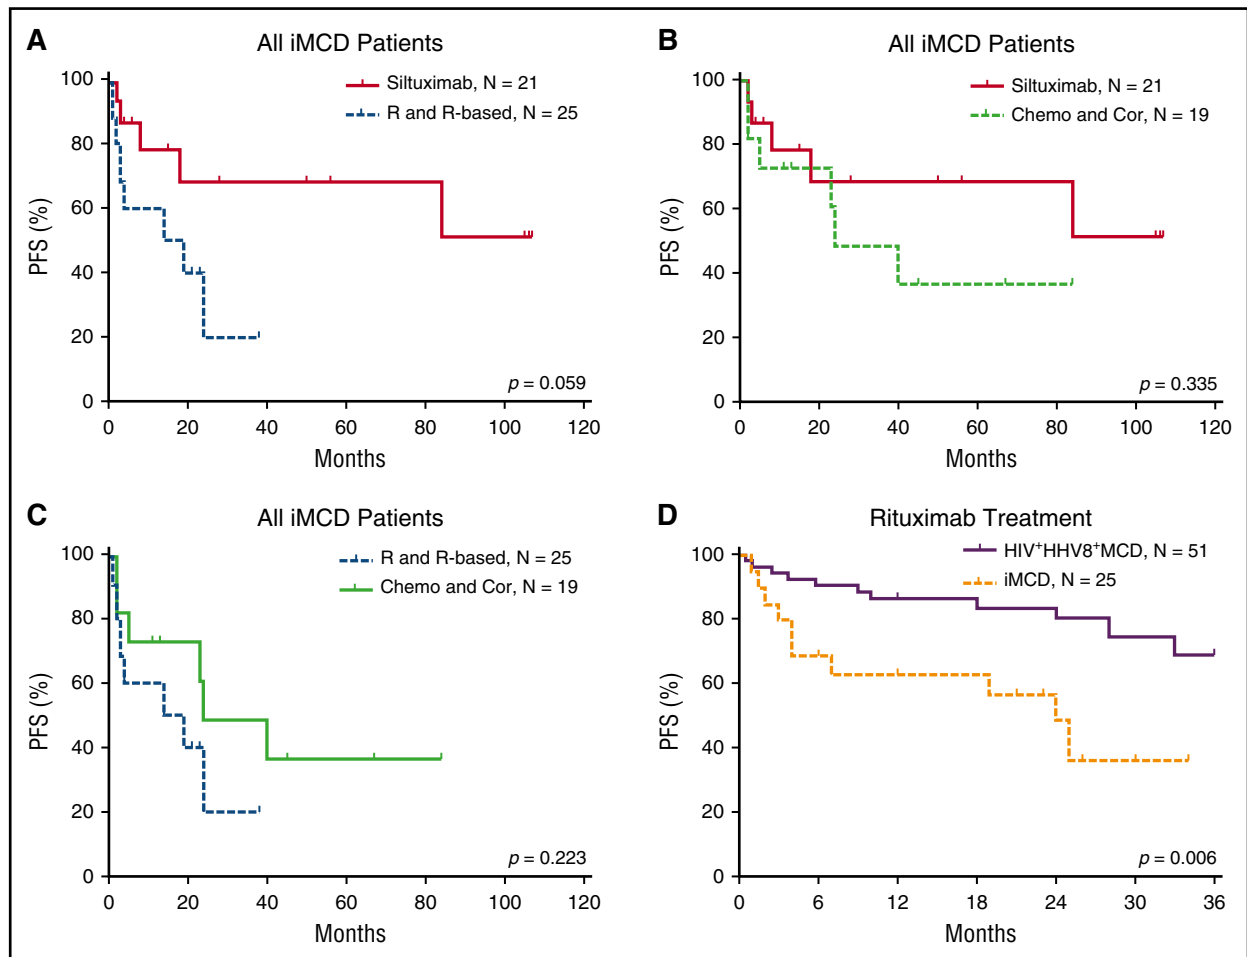 A
All iMCD Patients
Siltuximab, N = 21
R and R-based, N = 25
PFS (%)
100
80
60
40
20
0
p = 0.059
0 20 40 60 80 100 120
Months
B
All iMCD Patients
Siltuximab, N = 21
Chemo and Cor, N = 19
PFS (%)
100
80
60
40
20
0
p = 0.335
0 20 40 60 80 100 120
Months
C
All iMCD Patients
R and R-based, N = 25
Chemo and Cor, N = 19
PFS (%)
100
80
60
40
20
0
p = 0.223
0 20 40 60 80 100 120
Months
D
Rituximab Treatment
HIV⁺HHV8⁺MCD, N = 51
iMCD, N = 25
PFS (%)
100
80
60
40
20
0
p = 0.006
0 6 12 18 24 30 36
Months